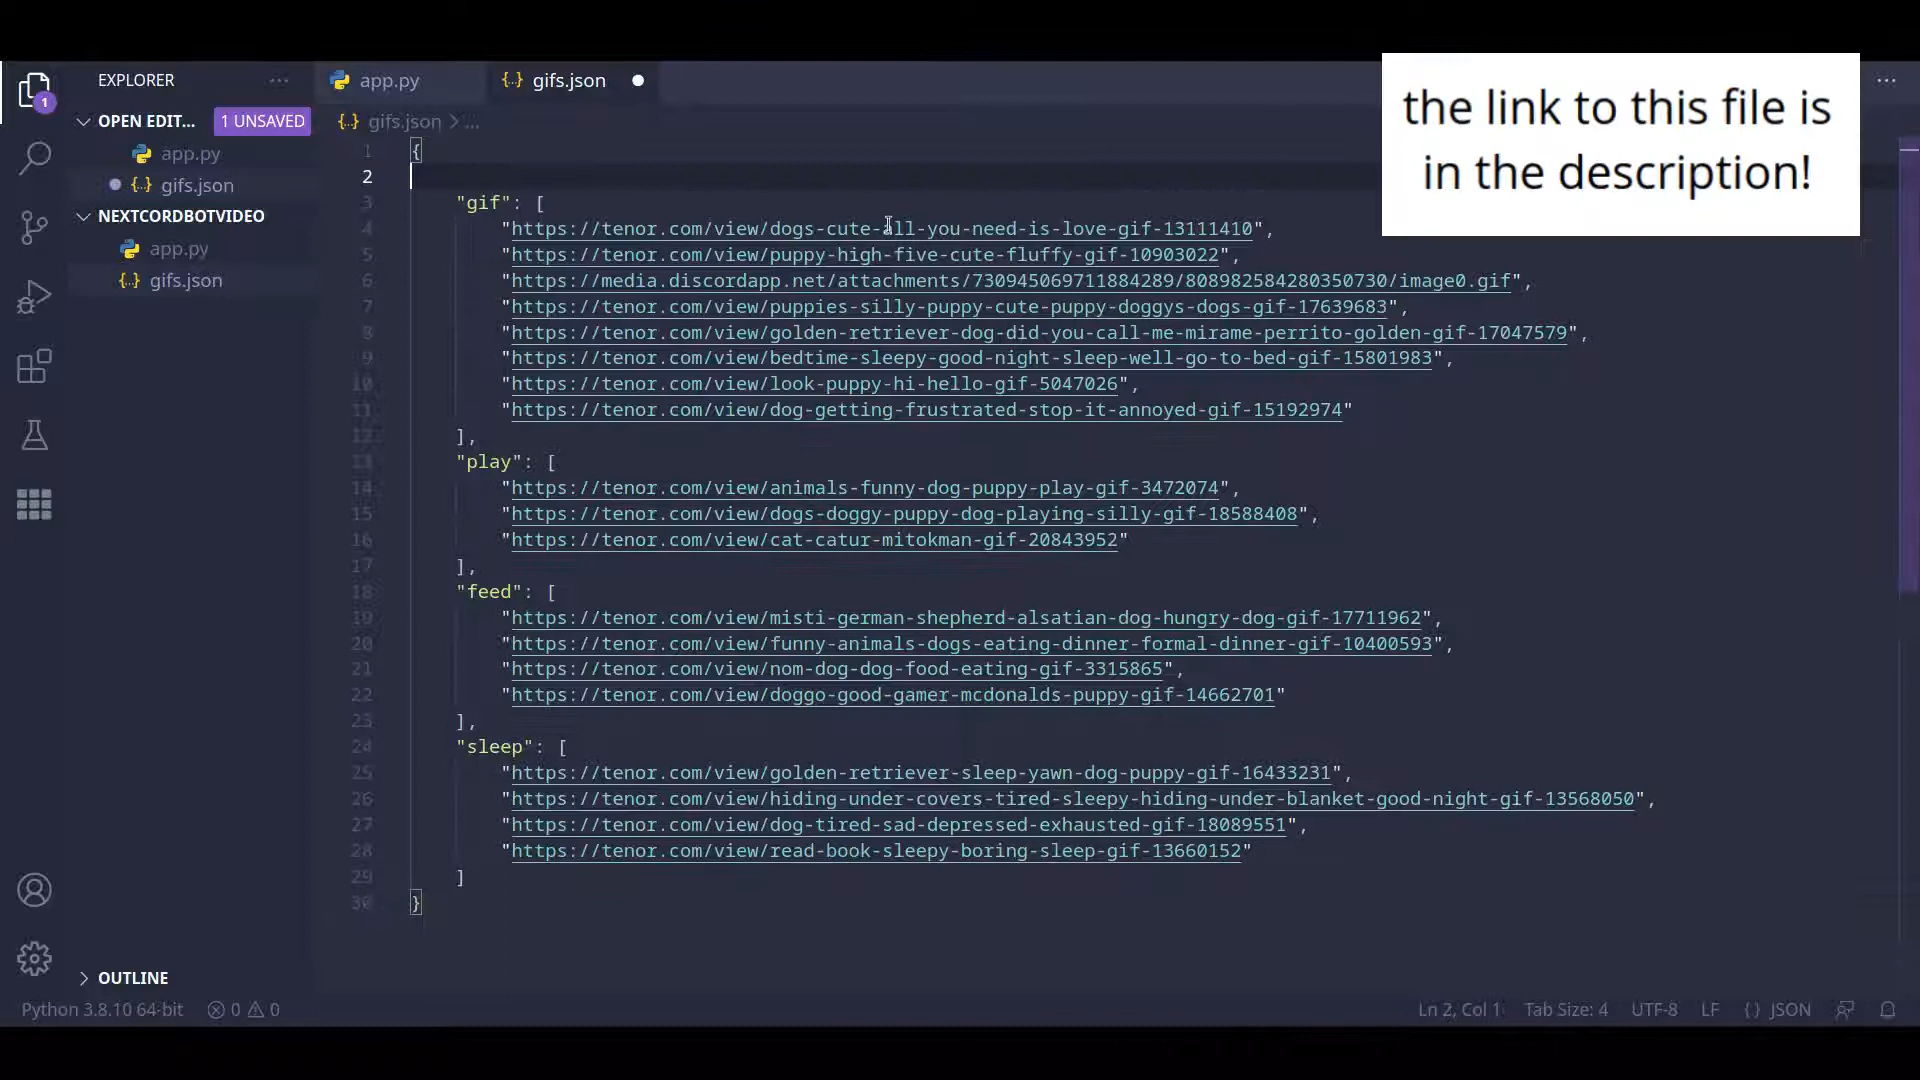 EXPLORER
app.py
gifs.json
the link to this file is
in the description!
OPEN EDIT... 1 UNSAVED
gifs.json > ...
app.py
gifs.json
NEXTCORDBOTVIDEO
app.py
gifs.json
1 {
2
3 "gif": [
4 "https://tenor.com/view/dogs-cute-all-you-need-is-love-gif-13111410",
5 "https://tenor.com/view/puppy-high-five-cute-fluffy-gif-10903022",
6 "https://media.discordapp.net/attachments/730945069711884289/808982584280350730/image0.gif",
7 "https://tenor.com/view/puppies-silly-puppy-cute-puppy-doggys-dogs-gif-17639683",
8 "https://tenor.com/view/golden-retriever-dog-did-you-call-me-mirame-perrito-golden-gif-17047579",
9 "https://tenor.com/view/bedtime-sleepy-good-night-sleep-well-go-to-bed-gif-15801983",
10 "https://tenor.com/view/look-puppy-hi-hello-gif-5047026",
11 "https://tenor.com/view/dog-getting-frustrated-stop-it-annoyed-gif-15192974"
12 ],
13 "play": [
14 "https://tenor.com/view/animals-funny-dog-puppy-play-gif-3472074",
15 "https://tenor.com/view/dogs-doggy-puppy-dog-playing-silly-gif-18588408",
16 "https://tenor.com/view/cat-catur-mitokman-gif-20843952"
17 ],
18 "feed": [
19 "https://tenor.com/view/misti-german-shepherd-alsatian-dog-hungry-dog-gif-17711962",
20 "https://tenor.com/view/funny-animals-dogs-eating-dinner-formal-dinner-gif-10400593",
21 "https://tenor.com/view/nom-dog-dog-food-eating-gif-3315865",
22 "https://tenor.com/view/doggo-good-gamer-mcdonalds-puppy-gif-14662701"
23 ],
24 "sleep": [
25 "https://tenor.com/view/golden-retriever-sleep-yawn-dog-puppy-gif-16433231",
26 "https://tenor.com/view/hiding-under-covers-tired-sleepy-hiding-under-blanket-good-night-gif-13568050",
27 "https://tenor.com/view/dog-tired-sad-depressed-exhausted-gif-18089551",
28 "https://tenor.com/view/read-book-sleepy-boring-sleep-gif-13660152"
29 ]
30 }
OUTLINE
Python 3.8.10 64-bit 0 0 Ln 2, Col 1 Tab Size: 4 UTF-8 LF {} JSON